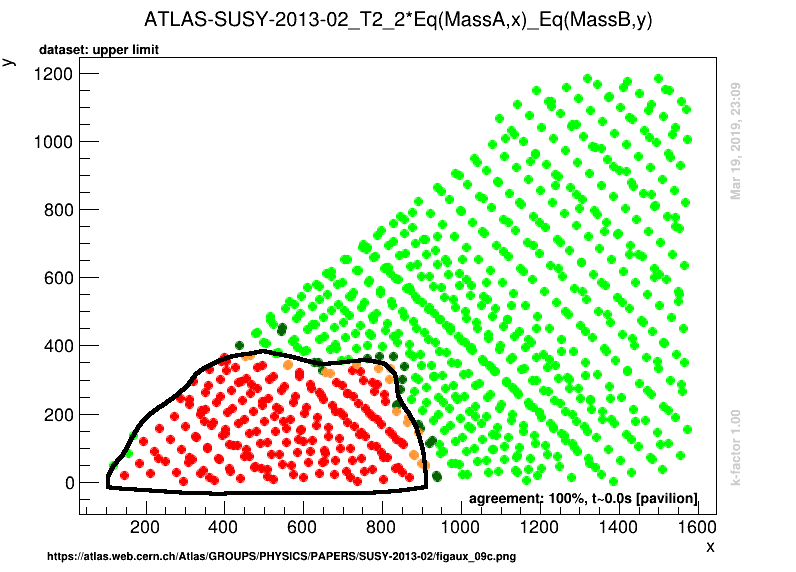 ATLAS-SUSY-2013-02_T2_2*Eq(MassA,x)_Eq(MassB,y)
dataset: upper limit
y
1200
1000
800
600
400
200
0
200 400 600 800 1000 1200 1400 1600
x
agreement: 100%, t~0.0s [pavilion]
Mar 19, 2019, 23:09
k-factor 1.00
https://atlas.web.cern.ch/Atlas/GROUPS/PHYSICS/PAPERS/SUSY-2013-02/figaux_09c.png